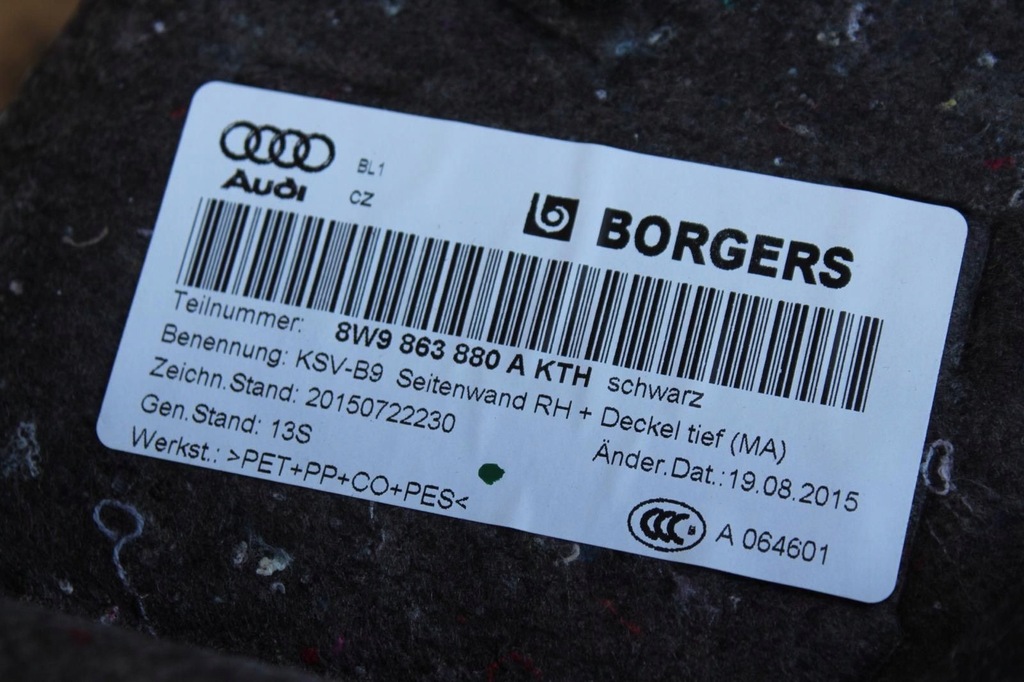 Audi
BL1
CZ
BORGERS
Teilnummer: 8W9 863 880 A KTH schwarz
Benennung: KSV-B9 Seitenwand RH + Deckel tief (MA)
Zeichn.Stand: 20150722230
Änder.Dat.:19.08.2015
Gen.Stand: 13S
Werkst.: >PET+PP+CO+PES<
CCC
A 064601